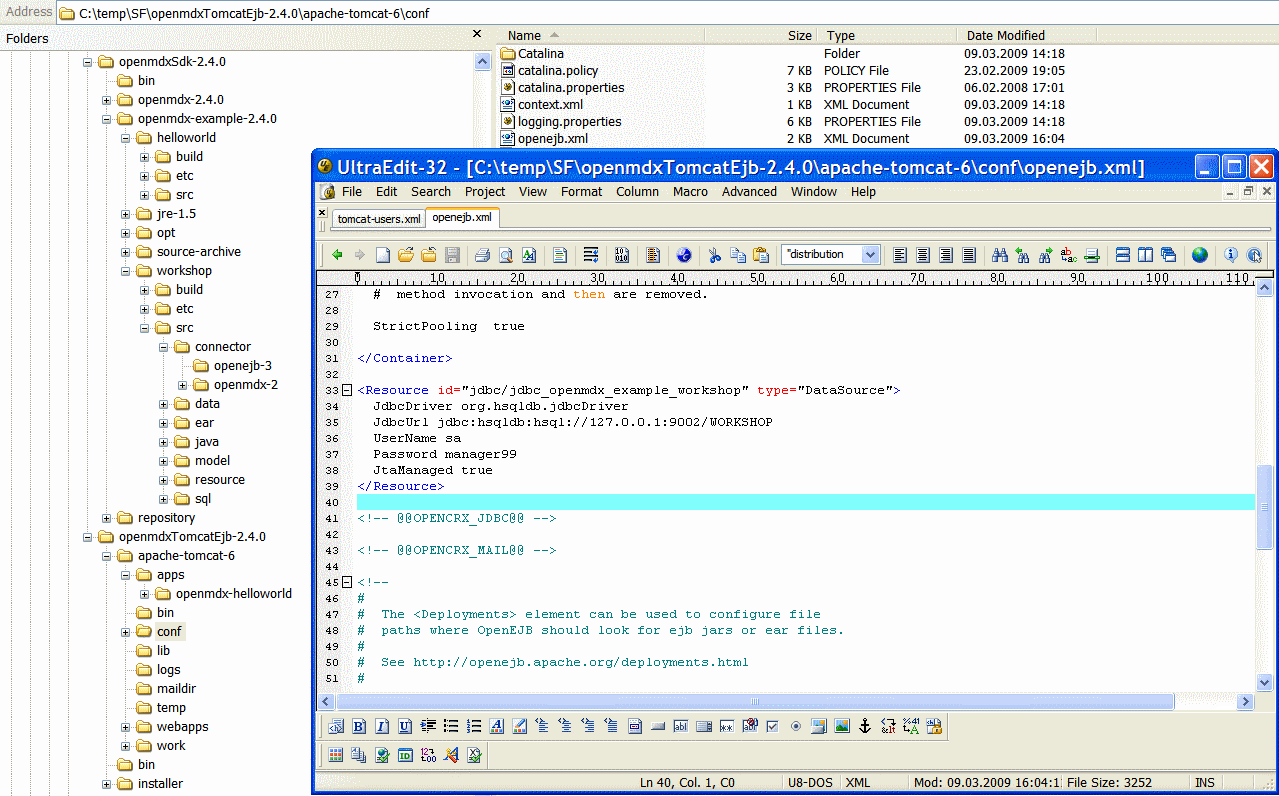 Address C:\temp\SF\openmdxTomcatEjb-2.4.0\apache-tomcat-6\conf
Folders
openmdxSdk-2.4.0
bin
openmdx-2.4.0
openmdx-example-2.4.0
helloworld
build
etc
src
jre-1.5
opt
source-archive
workshop
build
etc
src
connector
openejb-3
openmdx-2
data
ear
java
model
resource
sql
repository
openmdxTomcatEjb-2.4.0
apache-tomcat-6
apps
openmdx-helloworld
bin
conf
lib
logs
maildir
temp
webapps
work
bin
installer
Name Size Type Date Modified
Catalina Folder 09.03.2009 14:18
catalina.policy 7 KB POLICY File 23.02.2009 19:05
catalina.properties 3 KB PROPERTIES File 06.02.2008 17:01
context.xml 1 KB XML Document 09.03.2009 14:18
logging.properties 6 KB PROPERTIES File 09.03.2009 14:18
openejb.xml 2 KB XML Document 09.03.2009 16:04
UltraEdit-32 - [C:\temp\SF\openmdxTomcatEjb-2.4.0\apache-tomcat-6\conf\openejb.xml]
File Edit Search Project View Format Column Macro Advanced Window Help
tomcat-users.xml openejb.xml
"distribution
0 10 20 30 40 50 60 70 80 90 100 110
27 # method invocation and then are removed.
28
29 StrictPooling true
30
31 </Container>
32
33 <Resource id="jdbc/jdbc_openmdx_example_workshop" type="DataSource">
34 JdbcDriver org.hsqldb.jdbcDriver
35 JdbcUrl jdbc:hsqldb:hsql://127.0.0.1:9002/WORKSHOP
36 UserName sa
37 Password manager99
38 JtaManaged true
39 </Resource>
40
41 <!-- @@OPENCRX_JDBC@@ -->
42
43 <!-- @@OPENCRX_MAIL@@ -->
44
45 <!--
46 #
47 # The <Deployments> element can be used to configure file
48 # paths where OpenEJB should look for ejb jars or ear files.
49 #
50 # See http://openejb.apache.org/deployments.html
51 #
Ln 40, Col. 1, C0 U8-DOS XML Mod: 09.03.2009 16:04:1 File Size: 3252 INS